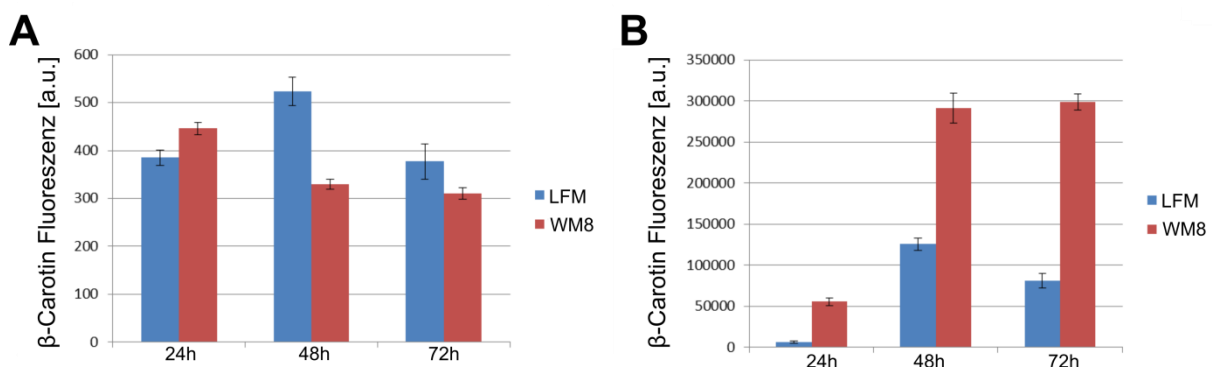 A
β-Carotin Fluoreszenz [a.u.]
600
500
400
300
200
100
0
24h
48h
72h
LFM
WM8
B
β-Carotin Fluoreszenz [a.u.]
350000
300000
250000
200000
150000
100000
50000
0
24h
48h
72h
LFM
WM8